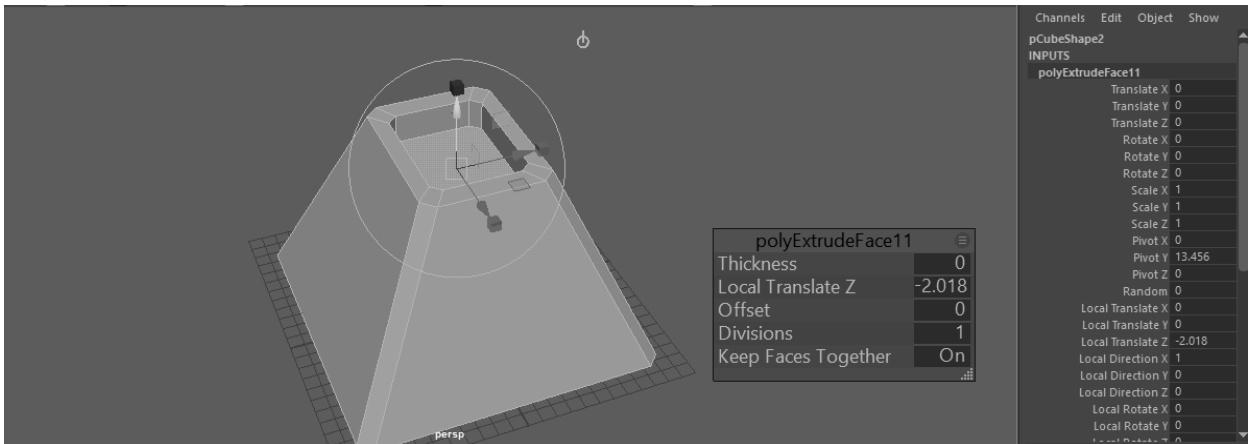 Channels Edit Object Show
pCubeShape2
INPUTS
polyExtrudeFace11
Translate X 0
Translate Y 0
Translate Z 0
Rotate X 0
Rotate Y 0
Rotate Z 0
Scale X 1
Scale Y 1
Scale Z 1
Pivot X 0
Pivot Y 13.456
Pivot Z 0
Random 0
Local Translate X 0
Local Translate Y 0
Local Translate Z -2.018
Local Direction X 1
Local Direction Y 0
Local Direction Z 0
Local Rotate X 0
Local Rotate Y 0
Local Rotate Z 0
polyExtrudeFace11
Thickness 0
Local Translate Z -2.018
Offset 0
Divisions 1
Keep Faces Together On
persp